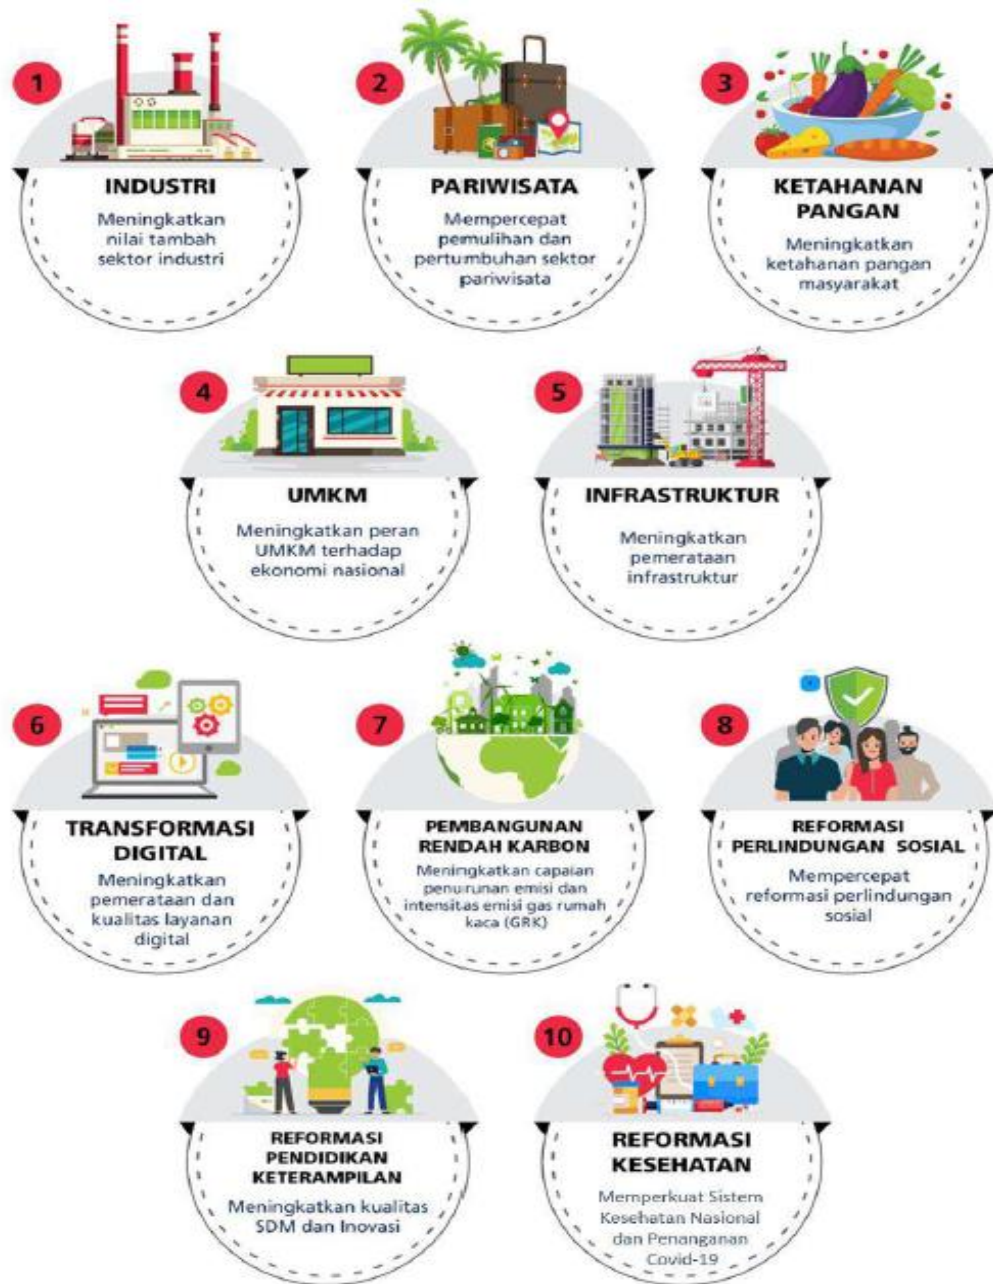 1
INDUSTRI
Meningkatkan
nilai tambah
sektor industri
2
PARIWISATA
Mempercepat
pemulihan dan
pertumbuhan sektor
pariwisata
3
KETAHANAN
PANGAN
Meningkatkan
ketahanan pangan
masyarakat
4
UMKM
Meningkatkan peran
UMKM terhadap
ekonomi nasional
5
INFRASTRUKTUR
Meningkatkan
pemerataan
infrastruktur
6
TRANSFORMASI
DIGITAL
Meningkatkan
pemerataan dan
kualitas layanan
digital
7
PEMBANGUNAN
RENDAH KARBON
Meningkatkan capaian
penurunan emisi dan
intensitas emisi gas rumah
kaca (GRK)
8
REFORMASI
PERLINDUNGAN SOSIAL
Mempercepat
reformasi perlindungan
sosial
9
REFORMASI
PENDIDIKAN
KETERAMPILAN
Meningkatkan kualitas
SDM dan Inovasi
10
REFORMASI
KESEHATAN
Memperkuat Sistem
Kesehatan Nasional
dan Penanganan
Covid-19